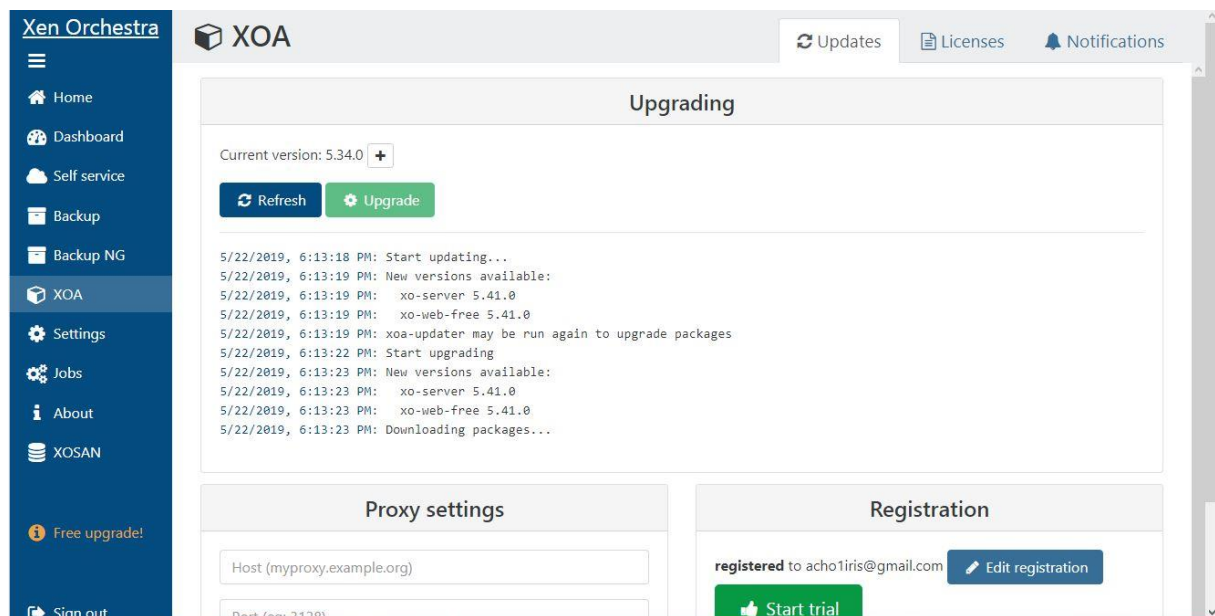 Xen Orchestra
Home
Dashboard
Self service
Backup
Backup NG
XOA
Settings
Jobs
About
XOSAN
Free upgrade!
Sign out
XOA
Updates
Licenses
Notifications
Upgrading
Current version: 5.34.0
Refresh
Upgrade
5/22/2019, 6:13:18 PM: Start updating...
5/22/2019, 6:13:19 PM: New versions available:
5/22/2019, 6:13:19 PM: xo-server 5.41.0
5/22/2019, 6:13:19 PM: xo-web-free 5.41.0
5/22/2019, 6:13:19 PM: xoa-updater may be run again to upgrade packages
5/22/2019, 6:13:22 PM: Start upgrading
5/22/2019, 6:13:23 PM: New versions available:
5/22/2019, 6:13:23 PM: xo-server 5.41.0
5/22/2019, 6:13:23 PM: xo-web-free 5.41.0
5/22/2019, 6:13:23 PM: Downloading packages...
Proxy settings
Host (myproxy.example.org)
Port (eg: 3128)
Registration
registered to acho1iris@gmail.com
Edit registration
Start trial